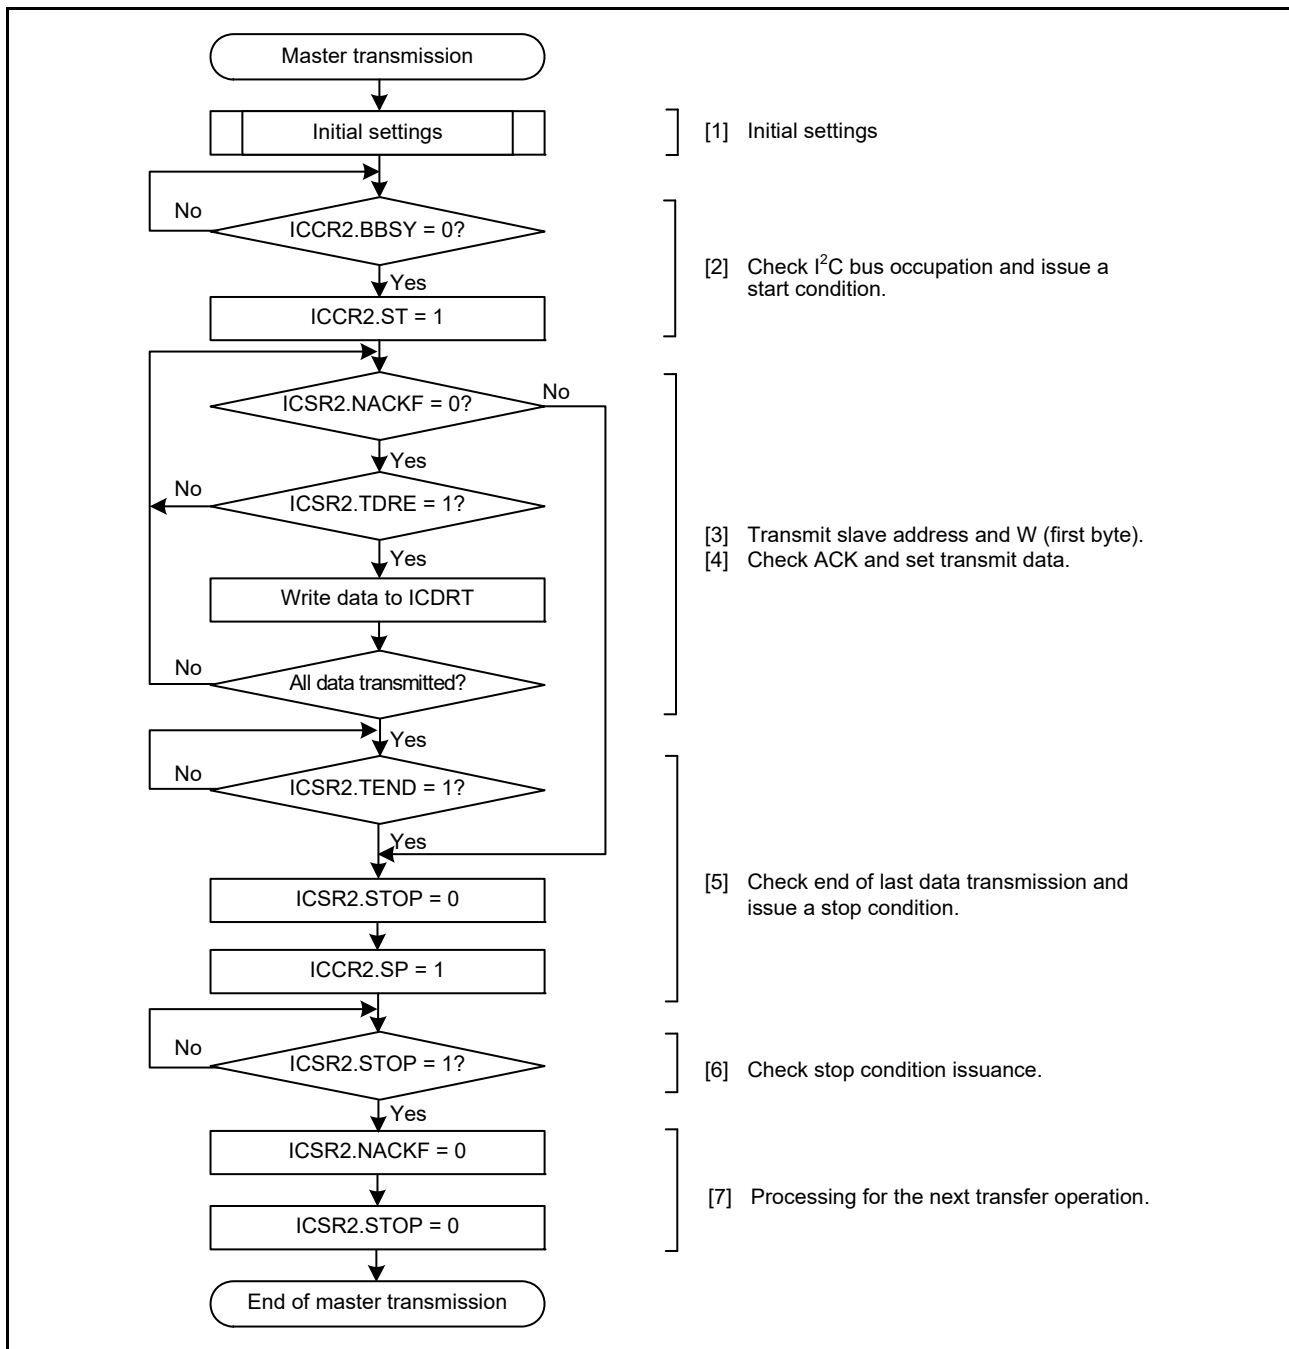 Master transmission
Initial settings
[1] Initial settings
No
ICCR2.BBSY = 0?
Yes
[2] Check I²C bus occupation and issue a
start condition.
ICCR2.ST = 1
ICSR2.NACKF = 0?
No
Yes
No
ICSR2.TDRE = 1?
Yes
[3] Transmit slave address and W (first byte).
[4] Check ACK and set transmit data.
Write data to ICDRT
No
All data transmitted?
Yes
No
ICSR2.TEND = 1?
Yes
ICSR2.STOP = 0
[5] Check end of last data transmission and
issue a stop condition.
ICCR2.SP = 1
No
ICSR2.STOP = 1?
[6] Check stop condition issuance.
Yes
ICSR2.NACKF = 0
[7] Processing for the next transfer operation.
ICSR2.STOP = 0
End of master transmission